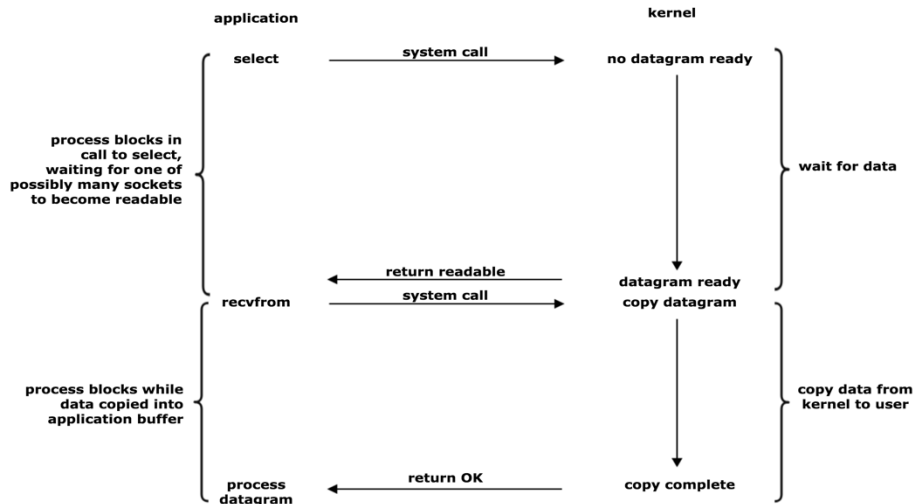 application
kernel
select
system call
no datagram ready
process blocks in
call to select,
waiting for one of
possibly many sockets
to become readable
wait for data
return readable
datagram ready
recvfrom
system call
copy datagram
process blocks while
data copied into
application buffer
copy data from
kernel to user
process
datagram
return OK
copy complete